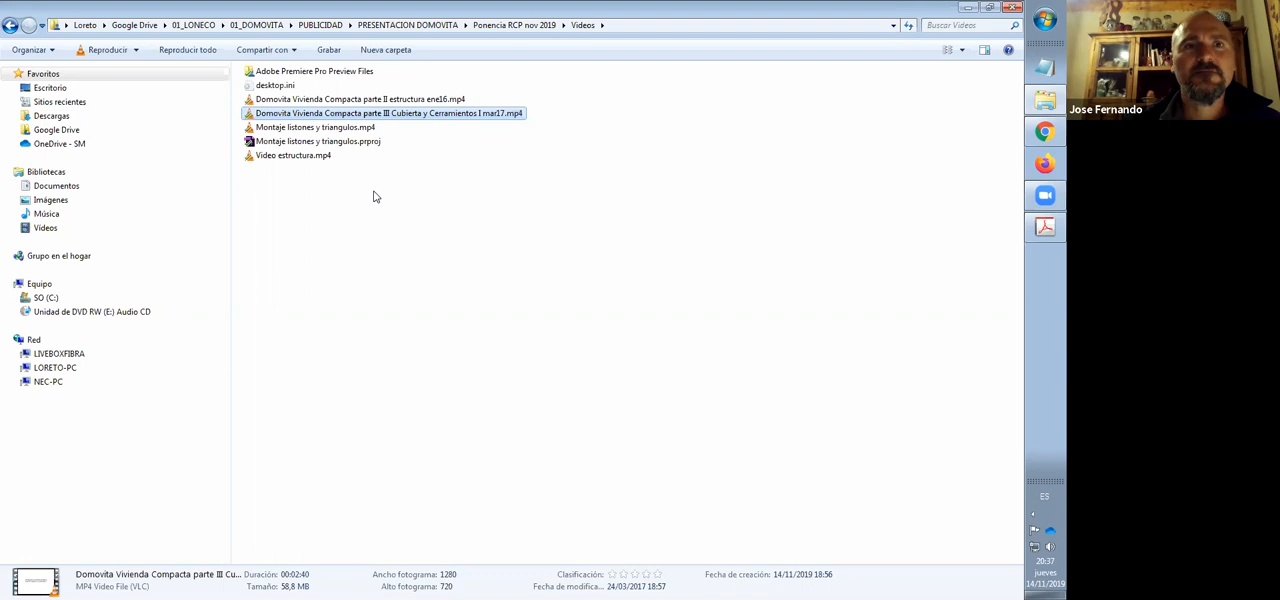 Loreto ▸ Google Drive ▸ 01_LONECO ▸ 01_DOMOVITA ▸ PUBLICIDAD ▸ PRESENTACION DOMOVITA ▸ Ponencia RCP nov 2019 ▸ Videos ▸
Buscar Videos
Organizar ▾ Reproducir ▾ Reproducir todo Compartir con ▾ Grabar Nueva carpeta
Favoritos
Escritorio
Sitios recientes
Descargas
Google Drive
OneDrive - SM
Bibliotecas
Documentos
Imágenes
Música
Vídeos
Grupo en el hogar
Equipo
SO (C:)
Unidad de DVD RW (E:) Audio CD
Red
LIVEBOXFIBRA
LORETO-PC
NEC-PC
Adobe Premiere Pro Preview Files
desktop.ini
Domovita Vivienda Compacta parte II estructura ene16.mp4
Domovita Vivienda Compacta parte III Cubierta y Cerramientos I mar17.mp4
Montaje listones y triangulos.mp4
Montaje listones y triangulos.prproj
Video estructura.mp4
Domovita Vivienda Compacta parte III Cu... Duración: 00:02:40 Ancho fotograma: 1280 Clasificación: Fecha de creación: 14/11/2019 18:56
MP4 Video File (VLC) Tamaño: 58,8 MB Alto fotograma: 720 Fecha de modifica... 24/03/2017 18:57
Jose Fernando
ES
20:37
jueves
14/11/2019